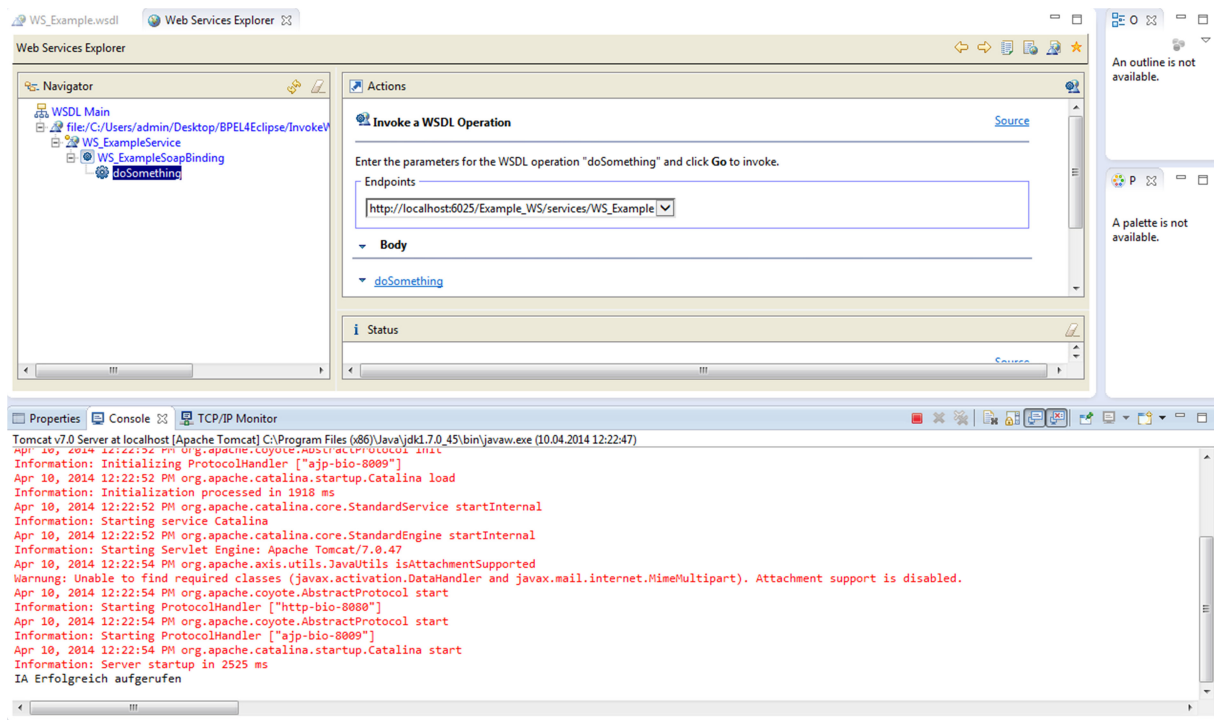 WS_Example.wsdl
Web Services Explorer
O
Web Services Explorer
An outline is not
available.
Navigator
Actions
WSDL Main
file:/C:/Users/admin/Desktop/BPEL4Eclipse/InvokeW
WS_ExampleService
WS_ExampleSoapBinding
doSomething
Invoke a WSDL Operation
Source
Enter the parameters for the WSDL operation "doSomething" and click Go to invoke.
Endpoints
http://localhost:6025/Example_WS/services/WS_Example
Body
doSomething
P
A palette is not
available.
i Status
Source
Properties
Console
TCP/IP Monitor
Tomcat v7.0 Server at localhost [Apache Tomcat] C:\Program Files (x86)\Java\jdk1.7.0_45\bin\javaw.exe (10.04.2014 12:22:47)
Apr 10, 2014 12:22:52 PM org.apache.coyote.AbstractProtocol init
Information: Initializing ProtocolHandler ["ajp-bio-8009"]
Apr 10, 2014 12:22:52 PM org.apache.catalina.startup.Catalina load
Information: Initialization processed in 1918 ms
Apr 10, 2014 12:22:52 PM org.apache.catalina.core.StandardService startInternal
Information: Starting service Catalina
Apr 10, 2014 12:22:52 PM org.apache.catalina.core.StandardEngine startInternal
Information: Starting Servlet Engine: Apache Tomcat/7.0.47
Apr 10, 2014 12:22:54 PM org.apache.axis.utils.JavaUtils isAttachmentSupported
Warnung: Unable to find required classes (javax.activation.DataHandler and javax.mail.internet.MimeMultipart). Attachment support is disabled.
Apr 10, 2014 12:22:54 PM org.apache.coyote.AbstractProtocol start
Information: Starting ProtocolHandler ["http-bio-8080"]
Apr 10, 2014 12:22:54 PM org.apache.coyote.AbstractProtocol start
Information: Starting ProtocolHandler ["ajp-bio-8009"]
Apr 10, 2014 12:22:54 PM org.apache.catalina.startup.Catalina start
Information: Server startup in 2525 ms
IA Erfolgreich aufgerufen